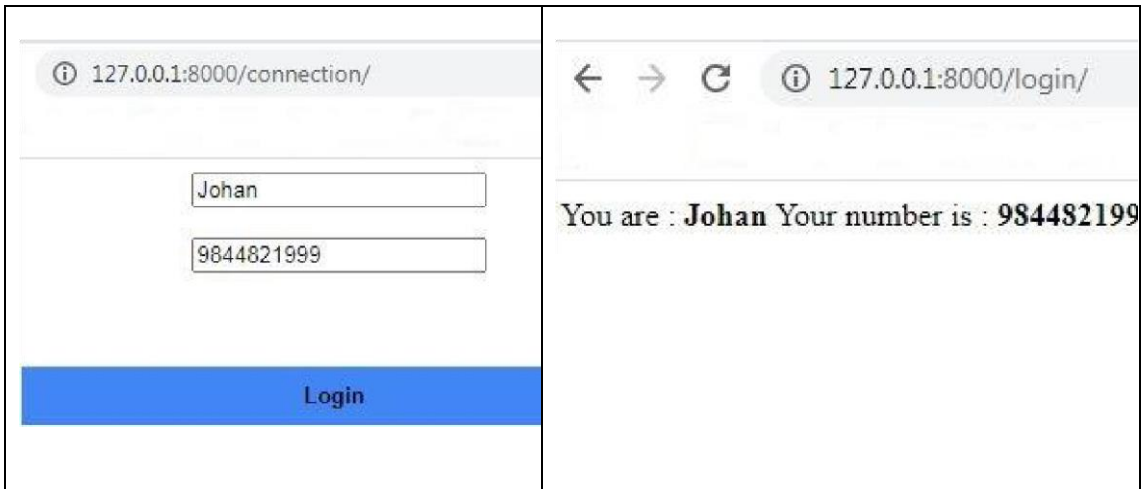 127.0.0.1:8000/connection/
Johan
9844821999
Login
127.0.0.1:8000/login/
You are : Johan Your number is : 984482199